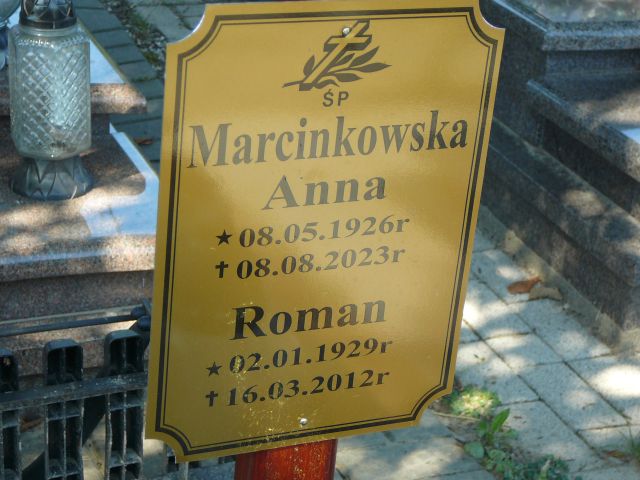 ŚP
Marcinkowska
Anna
★ 08.05.1926r
✝ 08.08.2023r
Roman
★ 02.01.1929r
✝ 16.03.2012r